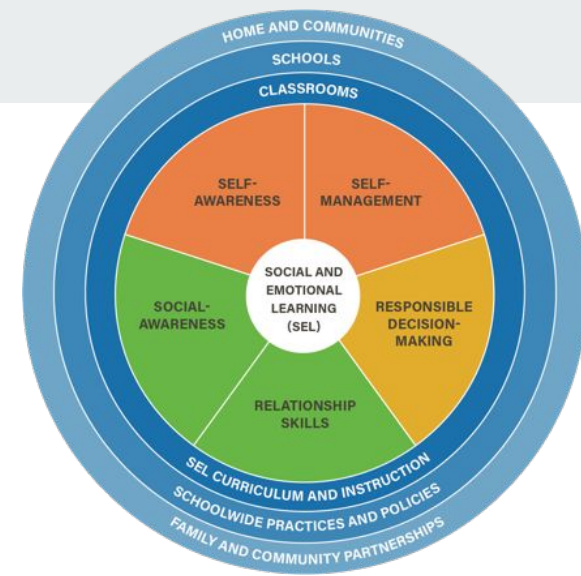 HOME AND COMMUNITIES
SCHOOLS
CLASSROOMS
SELF-
AWARENESS
SELF-
MANAGEMENT
SOCIAL AND
EMOTIONAL
LEARNING
(SEL)
SOCIAL-
AWARENESS
RESPONSIBLE
DECISION-
MAKING
RELATIONSHIP
SKILLS
SEL CURRICULUM AND INSTRUCTION
SCHOOLWIDE PRACTICES AND POLICIES
FAMILY AND COMMUNITY PARTNERSHIPS